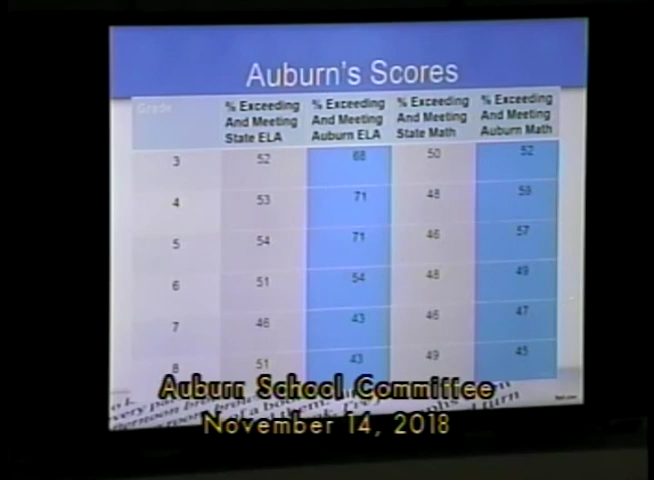 Auburn's Scores
Grade % Exceeding And Meeting State ELA % Exceeding And Meeting Auburn ELA % Exceeding And Meeting State Math % Exceeding And Meeting Auburn Math
3 52 68 50 52
4 53 71 48 58
5 54 71 46 57
6 51 54 48 49
7 46 43 46 47
8 51 43 49 45
Auburn School Committee
November 14, 2018